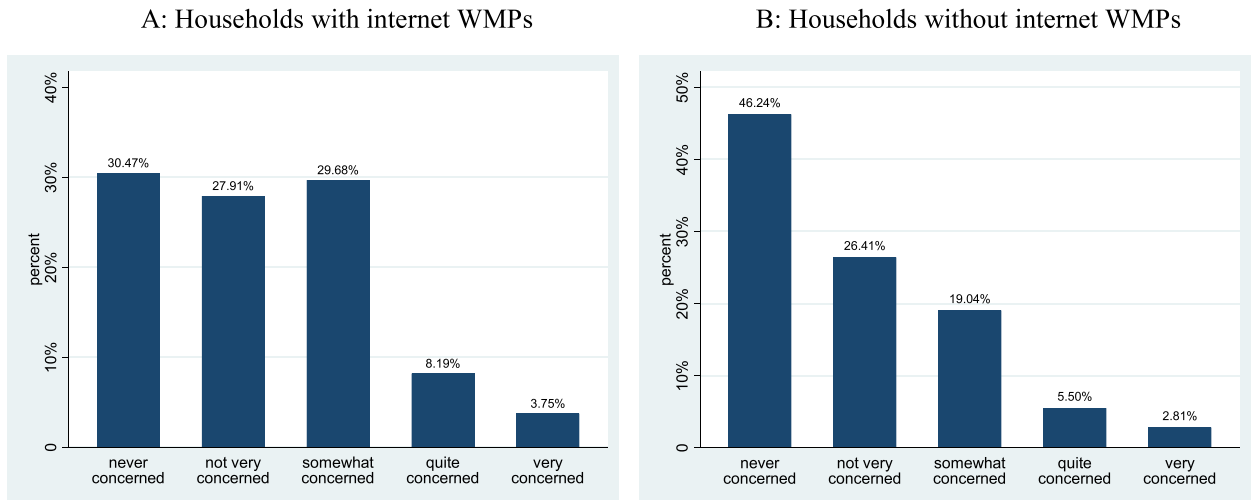 A: Households with internet WMPs
percent
40%
30%
20%
10%
0
30.47%
27.91%
29.68%
8.19%
3.75%
never
concerned
not very
concerned
somewhat
concerned
quite
concerned
very
concerned
B: Households without internet WMPs
percent
50%
40%
30%
20%
10%
0
46.24%
26.41%
19.04%
5.50%
2.81%
never
concerned
not very
concerned
somewhat
concerned
quite
concerned
very
concerned